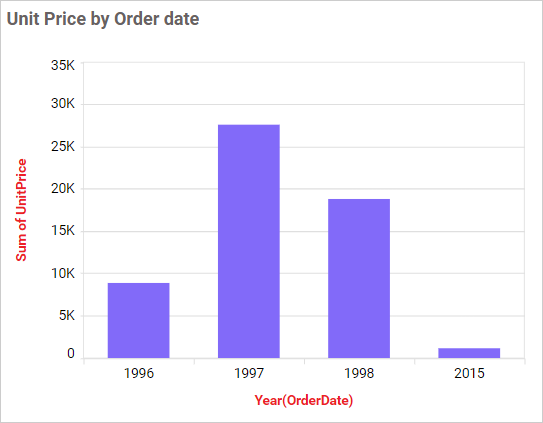 Unit Price by Order date
35K
30K
25K
20K
15K
10K
5K
0
Sum of UnitPrice
1996 1997 1998 2015
Year(OrderDate)